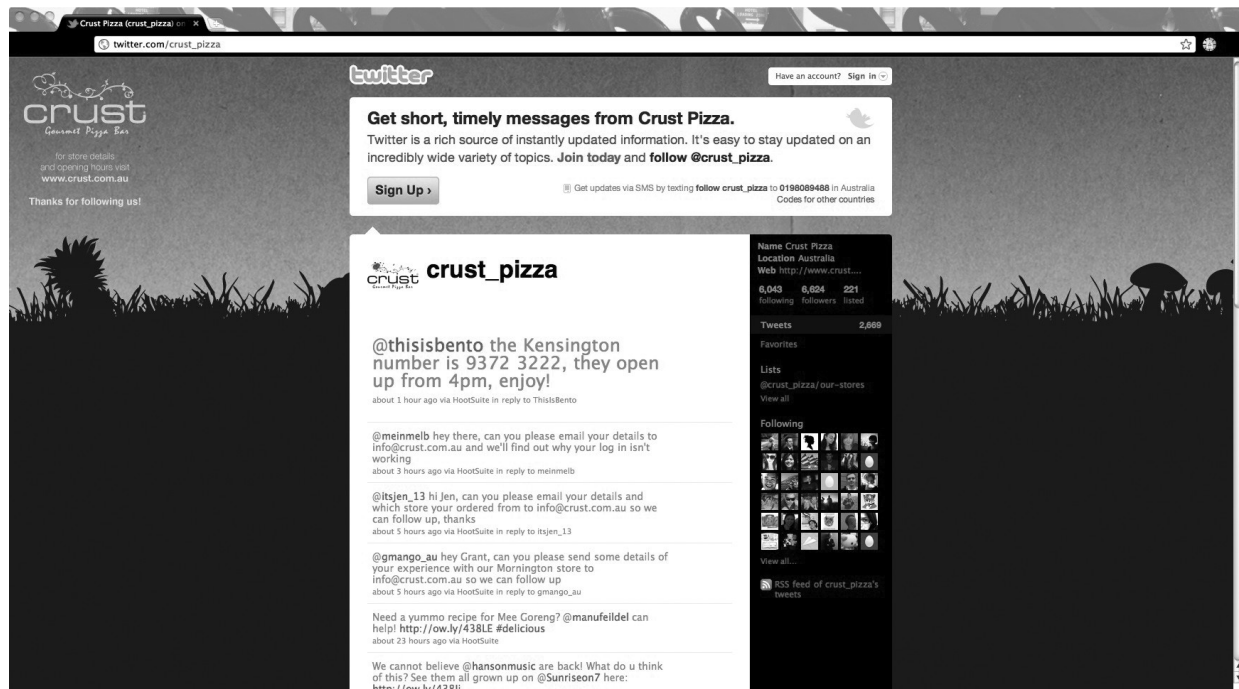 Crust Pizza (crust_pizza) on
twitter.com/crust_pizza
crust
Gourmet Pizza Bar
for store details
and opening hours visit
www.crust.com.au
Thanks for following us!
twitter
Have an account? Sign in
Get short, timely messages from Crust Pizza.
Twitter is a rich source of instantly updated information. It's easy to stay updated on an
incredibly wide variety of topics. Join today and follow @crust_pizza.
Sign Up ›
Get updates via SMS by texting follow crust_pizza to 0198089488 in Australia
Codes for other countries
crust
Gourmet Pizza Bar
crust_pizza
@thisisbento the Kensington
number is 9372 3222, they open
up from 4pm, enjoy!
about 1 hour ago via HootSuite in reply to ThisIsBento
@meinmelb hey there, can you please email your details to
info@crust.com.au and we'll find out why your log in isn't
working
about 3 hours ago via HootSuite in reply to meinmelb
@itsjen_13 hi Jen, can you please email your details and
which store your ordered from to info@crust.com.au so we
can follow up, thanks
about 5 hours ago via HootSuite in reply to itsjen_13
@gmango_au hey Grant, can you please send some details of
your experience with our Mornington store to
info@crust.com.au so we can follow up
about 5 hours ago via HootSuite in reply to gmango_au
Need a yummo recipe for Mee Goreng? @manufeildel can
help! http://ow.ly/438LE #delicious
about 23 hours ago via HootSuite
We cannot believe @hansonmusic are back! What do u think
of this? See them all grown up on @Sunriseon7 here:
Name Crust Pizza
Location Australia
Web http://www.crust....
6,043 6,624 221
following followers listed
Tweets 2,669
Favorites
Lists
@crust_pizza/our-stores
View all
Following
View all...
RSS feed of crust_pizza's
tweets